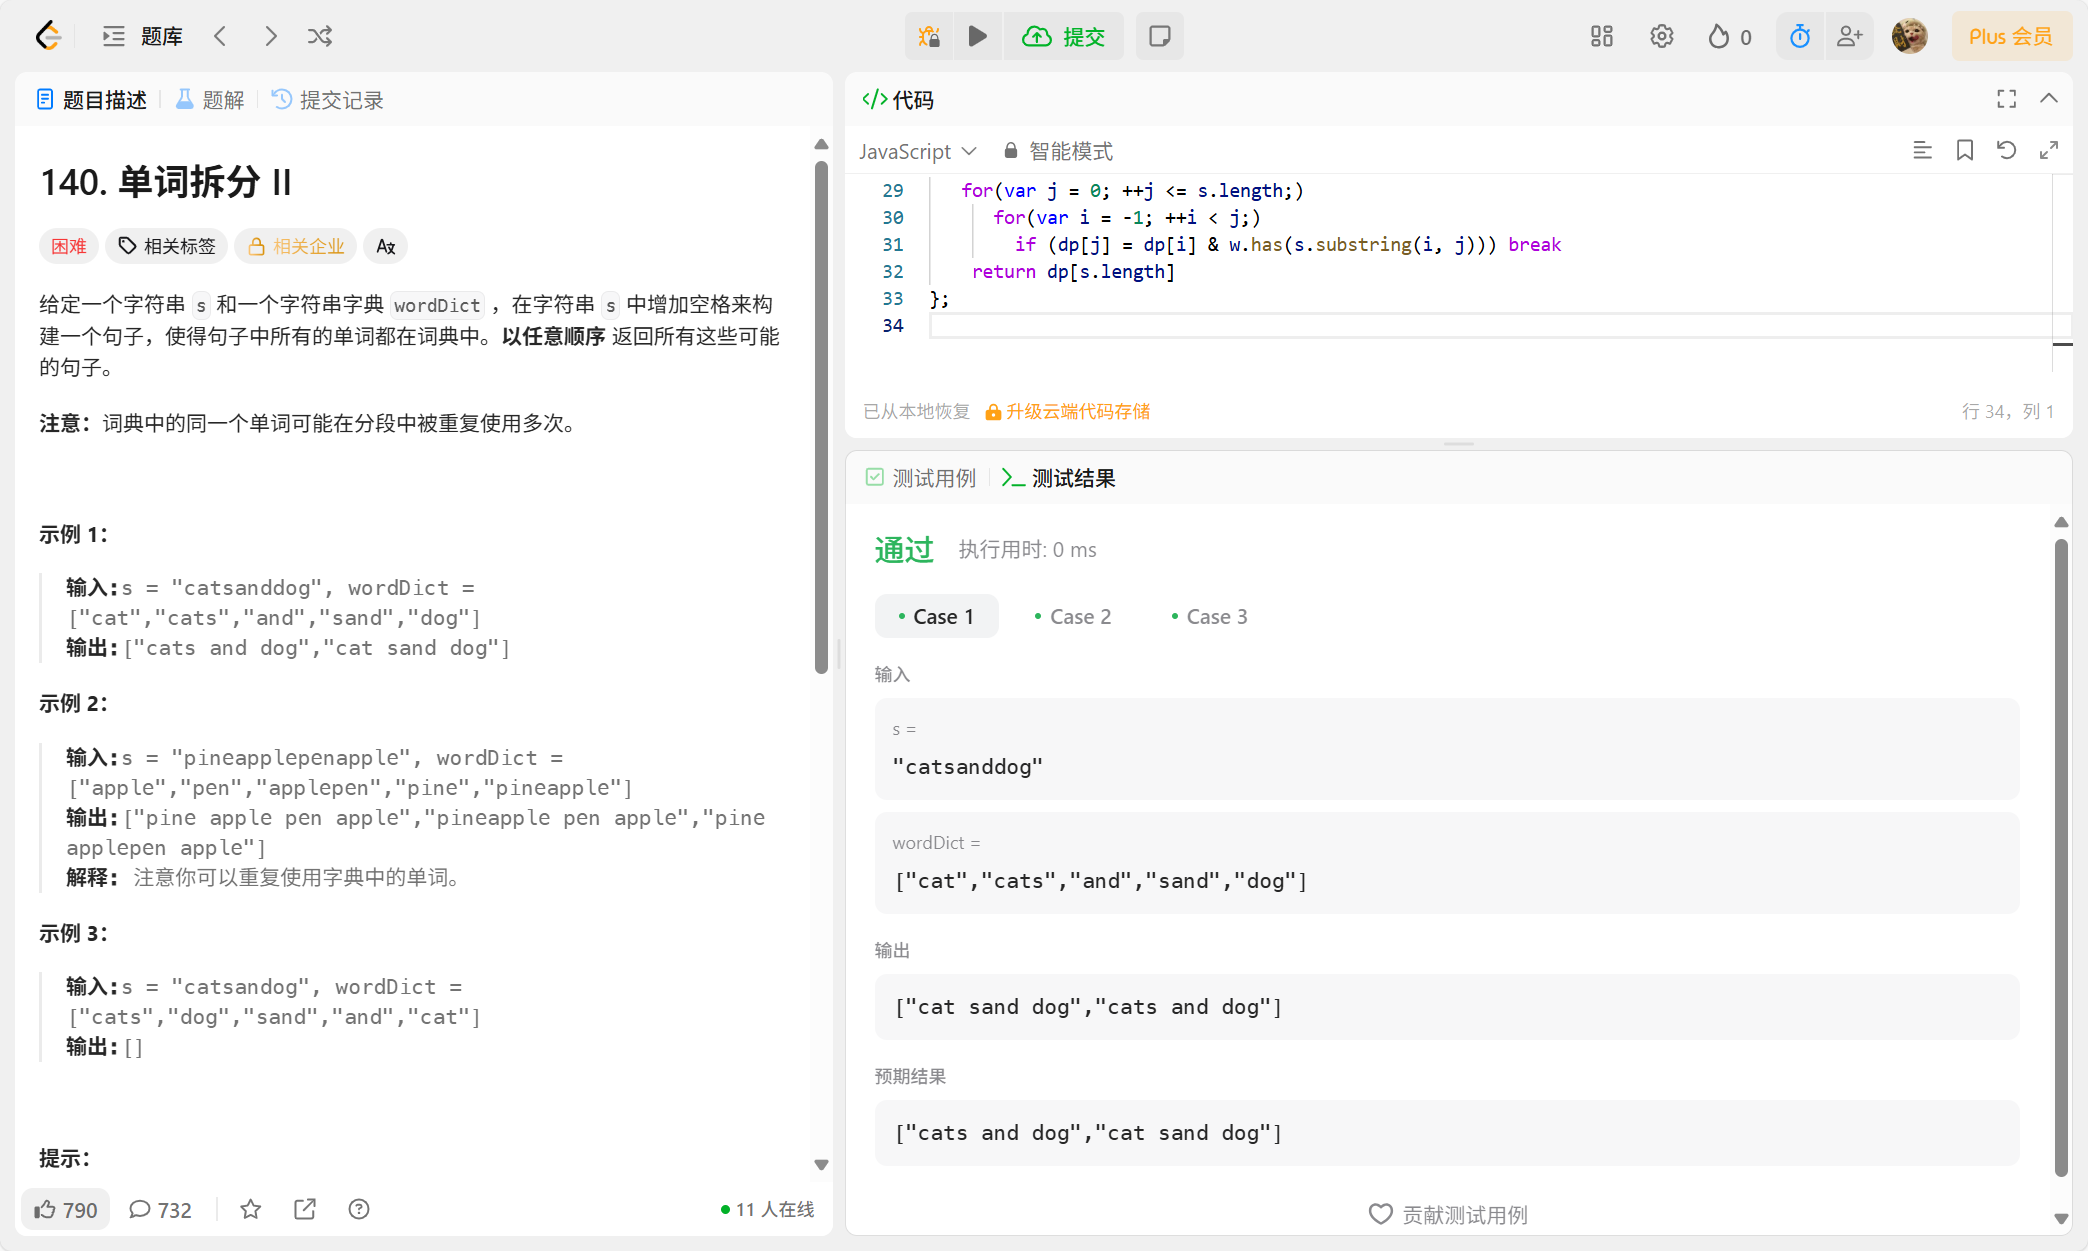 题库
提交
0
Plus 会员
题目描述
题解
提交记录
140. 单词拆分 II
困难
相关标签
相关企业
给定一个字符串 s 和一个字符串字典 wordDict ，在字符串 s 中增加空格来构
建一个句子，使得句子中所有的单词都在词典中。以任意顺序 返回所有这些可能
的句子。
注意：词典中的同一个单词可能在分段中被重复使用多次。
示例 1：
输入:s = "catsanddog", wordDict =
["cat","cats","and","sand","dog"]
输出:["cats and dog","cat sand dog"]
示例 2：
输入:s = "pineapplepenapple", wordDict =
["apple","pen","applepen","pine","pineapple"]
输出:["pine apple pen apple","pineapple pen apple","pine
applepen apple"]
解释: 注意你可以重复使用字典中的单词。
示例 3：
输入:s = "catsandog", wordDict =
["cats","dog","sand","and","cat"]
输出:[]
提示：
790
732
11 人在线
</> 代码
JavaScript
智能模式
29 for(var j = 0; ++j <= s.length;)
30 for(var i = -1; ++i < j;)
31 if (dp[j] = dp[i] & w.has(s.substring(i, j))) break
32 return dp[s.length]
33 };
34
已从本地恢复
升级云端代码存储
行 34，列 1
测试用例
测试结果
通过
执行用时: 0 ms
Case 1
Case 2
Case 3
输入
s =
"catsanddog"
wordDict =
["cat","cats","and","sand","dog"]
输出
["cat sand dog","cats and dog"]
预期结果
["cats and dog","cat sand dog"]
贡献测试用例